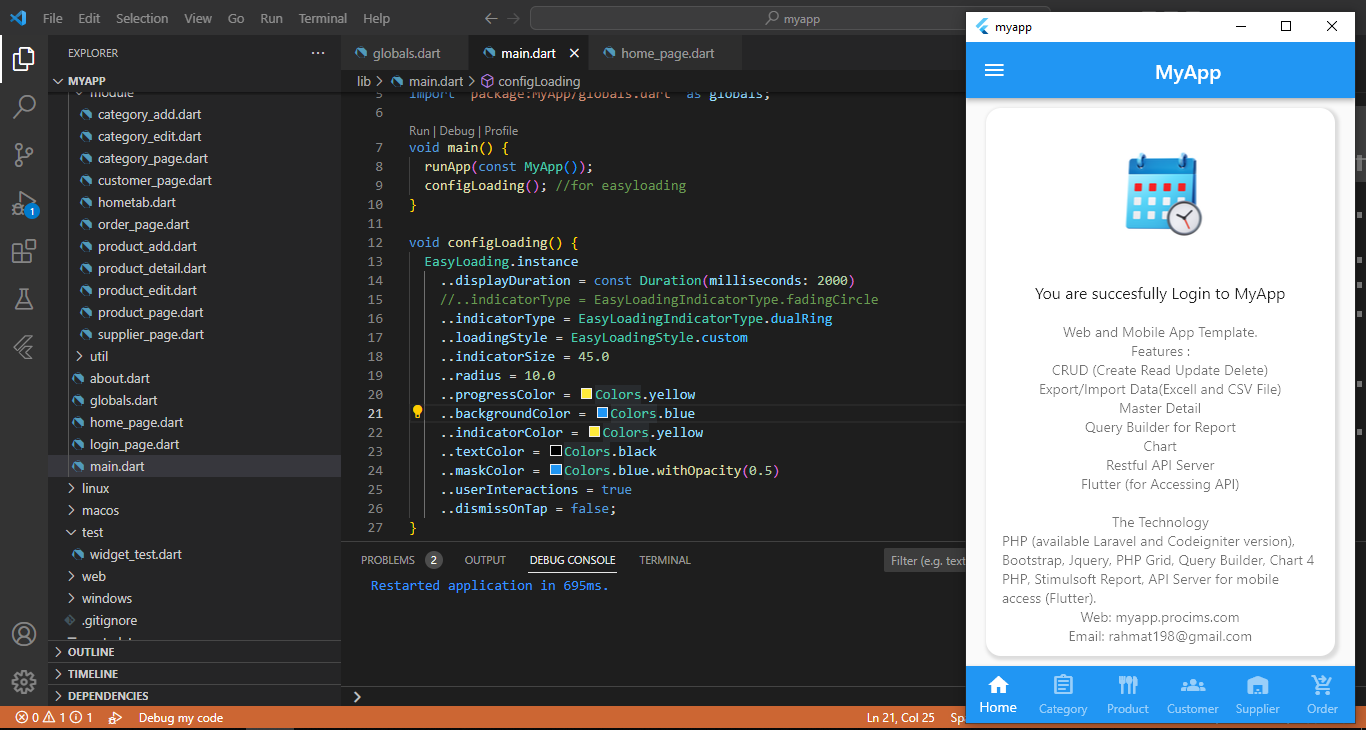 File Edit Selection View Go Run Terminal Help
myapp
EXPLORER
MYAPP
module
category_add.dart
category_edit.dart
category_page.dart
customer_page.dart
hometab.dart
order_page.dart
product_add.dart
product_detail.dart
product_edit.dart
product_page.dart
supplier_page.dart
util
about.dart
globals.dart
home_page.dart
login_page.dart
main.dart
linux
macos
test
widget_test.dart
web
windows
.gitignore
OUTLINE
TIMELINE
DEPENDENCIES
1
globals.dart main.dart home_page.dart
lib > main.dart > configLoading
5 import 'package:MyApp/globals.dart' as globals;
6
Run | Debug | Profile
7 void main() {
8 runApp(const MyApp());
9 configLoading(); //for easyloading
10 }
11
12 void configLoading() {
13 EasyLoading.instance
14 ..displayDuration = const Duration(milliseconds: 2000)
15 //..indicatorType = EasyLoadingIndicatorType.fadingCircle
16 ..indicatorType = EasyLoadingIndicatorType.dualRing
17 ..loadingStyle = EasyLoadingStyle.custom
18 ..indicatorSize = 45.0
19 ..radius = 10.0
20 ..progressColor = Colors.yellow
21 ..backgroundColor = Colors.blue
22 ..indicatorColor = Colors.yellow
23 ..textColor = Colors.black
24 ..maskColor = Colors.blue.withOpacity(0.5)
25 ..userInteractions = true
26 ..dismissOnTap = false;
27 }
PROBLEMS 2 OUTPUT DEBUG CONSOLE TERMINAL Filter (e.g. text
Restarted application in 695ms.
0 1 1 Debug my code Ln 21, Col 25 Sp
myapp
MyApp
You are succesfully Login to MyApp
Web and Mobile App Template.
Features :
CRUD (Create Read Update Delete)
Export/Import Data(Excell and CSV File)
Master Detail
Query Builder for Report
Chart
Restful API Server
Flutter (for Accessing API)
The Technology
PHP (available Laravel and Codeigniter version),
Bootstrap, Jquery, PHP Grid, Query Builder, Chart 4
PHP, Stimulsoft Report, API Server for mobile
access (Flutter).
Web: myapp.procims.com
Email: rahmat198@gmail.com
Home Category Product Customer Supplier Order